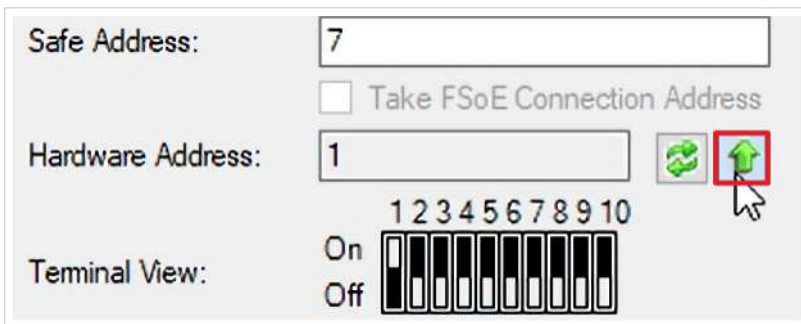 Safe Address: 7
Take FSoE Connection Address
Hardware Address: 1
1 2 3 4 5 6 7 8 9 10
On
Terminal View:
Off